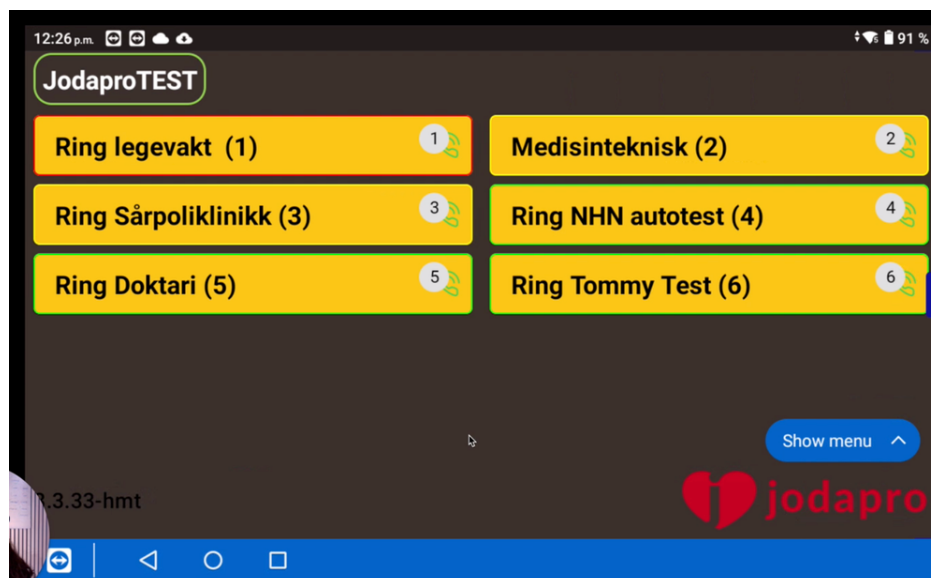 12:26 p.m. 91 %
JodaproTEST
Ring legevakt (1) 1
Medisinteknisk (2) 2
Ring Sårpoliklinikk (3) 3
Ring NHN autotest (4) 4
Ring Doktari (5) 5
Ring Tommy Test (6) 6
Show menu
.3.33-hmt
jodapro